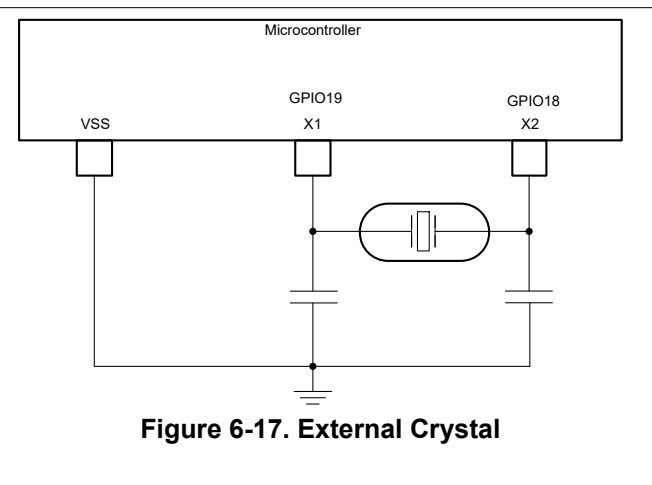 Microcontroller
GPIO19
GPIO18
VSS
X1
X2
Figure 6-17. External Crystal